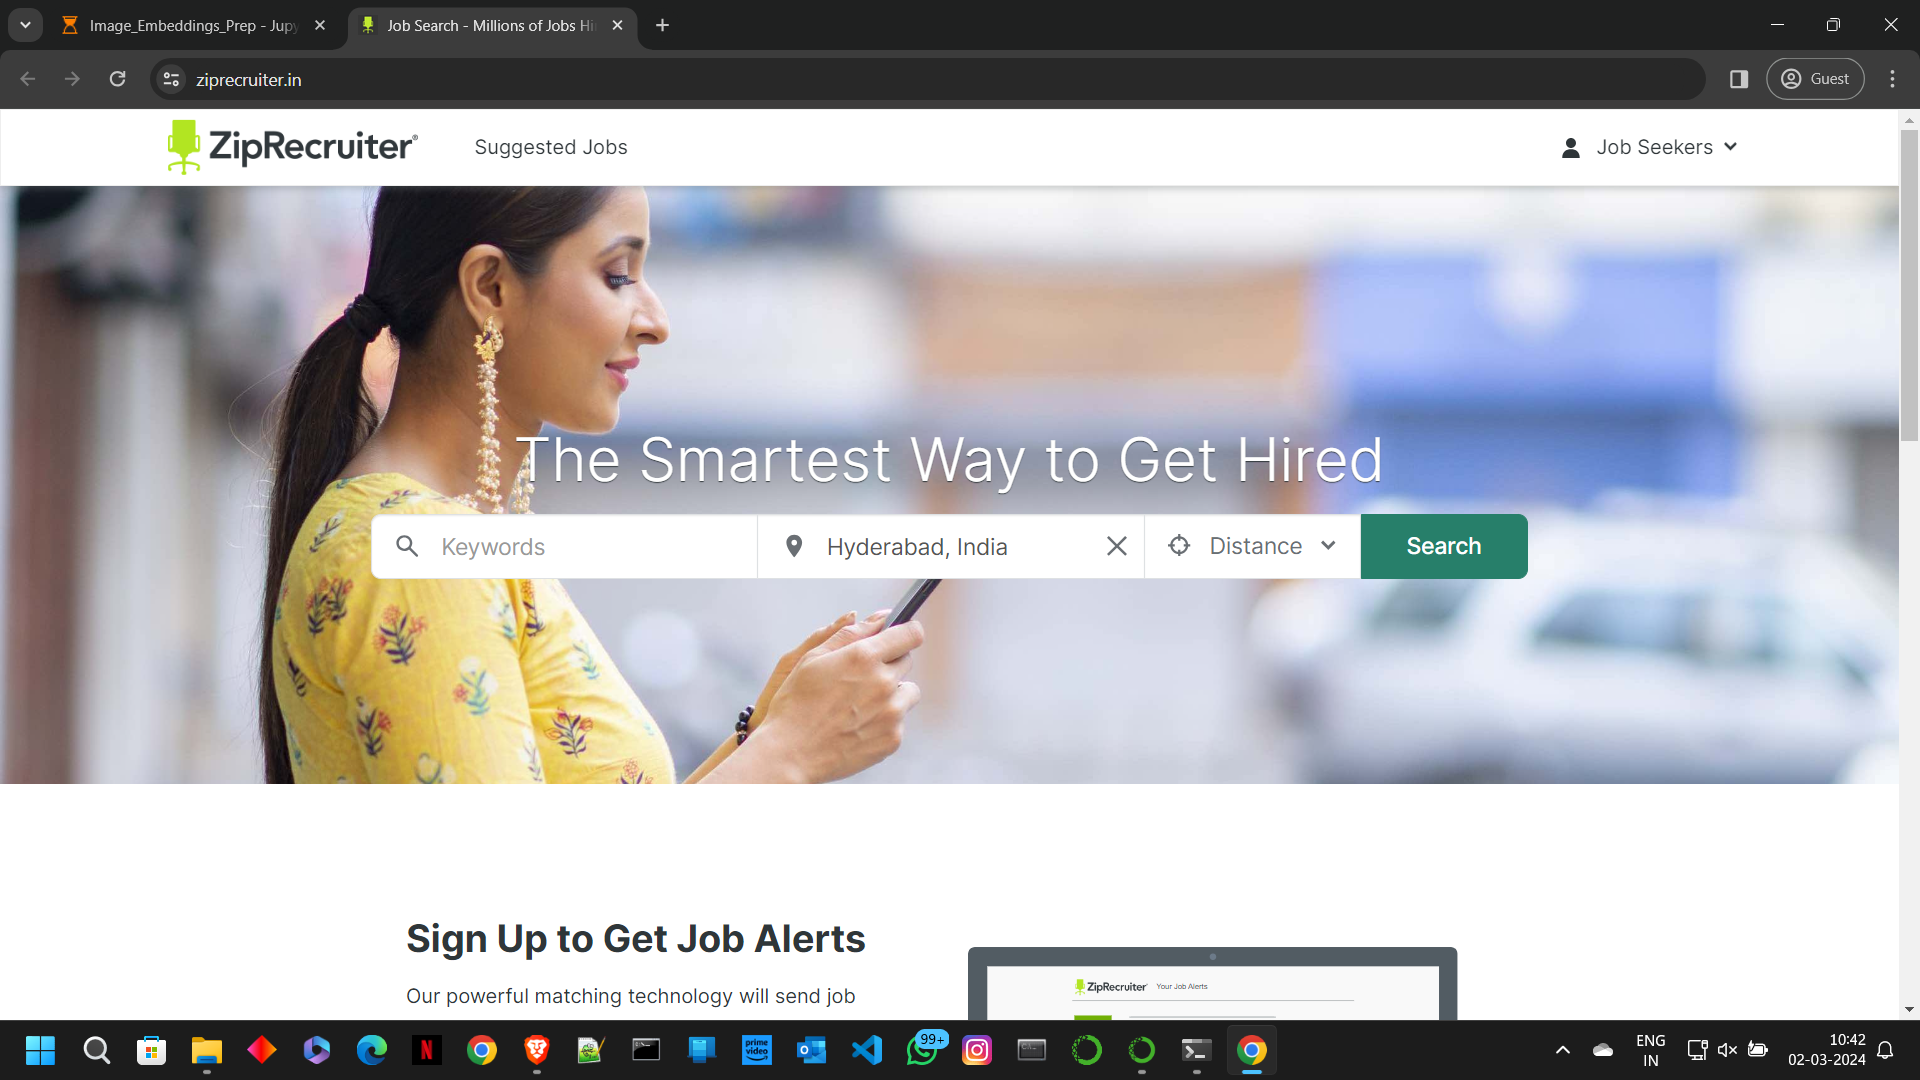 Image_Embeddings_Prep - Jupy
Job Search - Millions of Jobs Hi
ziprecruiter.in
Guest
ZipRecruiter®
Suggested Jobs
Job Seekers
The Smartest Way to Get Hired
Keywords
Hyderabad, India
Distance
Search
Sign Up to Get Job Alerts
Our powerful matching technology will send job
ZipRecruiter Your Job Alerts
N
prime
video
99+
ENG
IN
10:42
02-03-2024